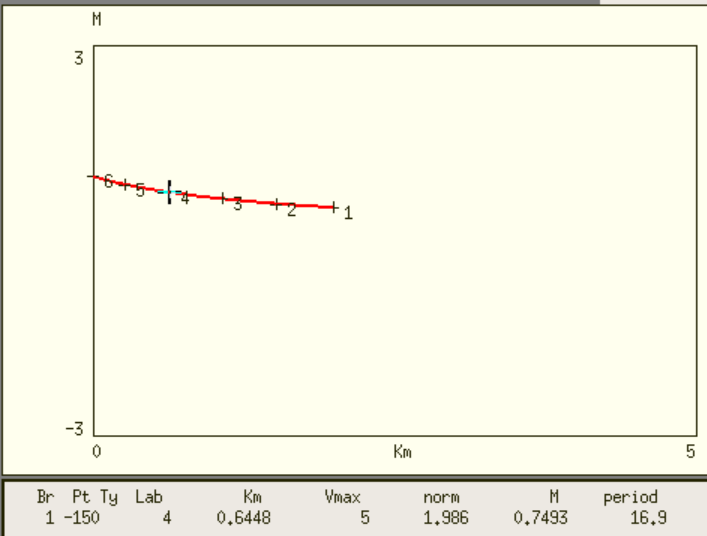 M
3
6 5 4 3 2 1
-3
0 Km 5
Br Pt Ty Lab Km Vmax norm M period
1 -150 4 0.6448 5 1.986 0.7493 16.9